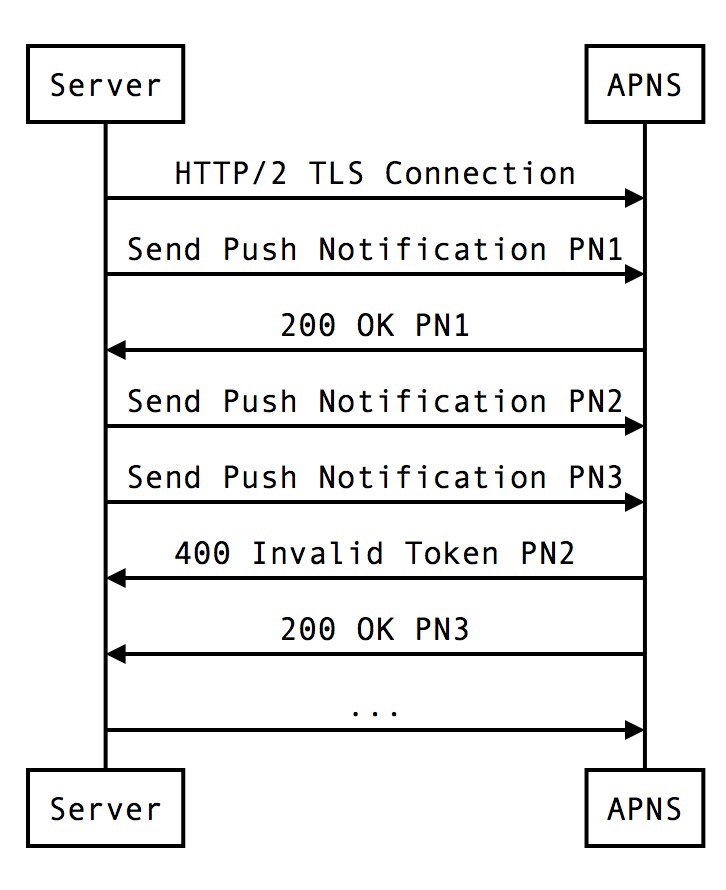 Server APNS
HTTP/2 TLS Connection
Send Push Notification PN1
200 OK PN1
Send Push Notification PN2
Send Push Notification PN3
400 Invalid Token PN2
200 OK PN3
...
Server APNS